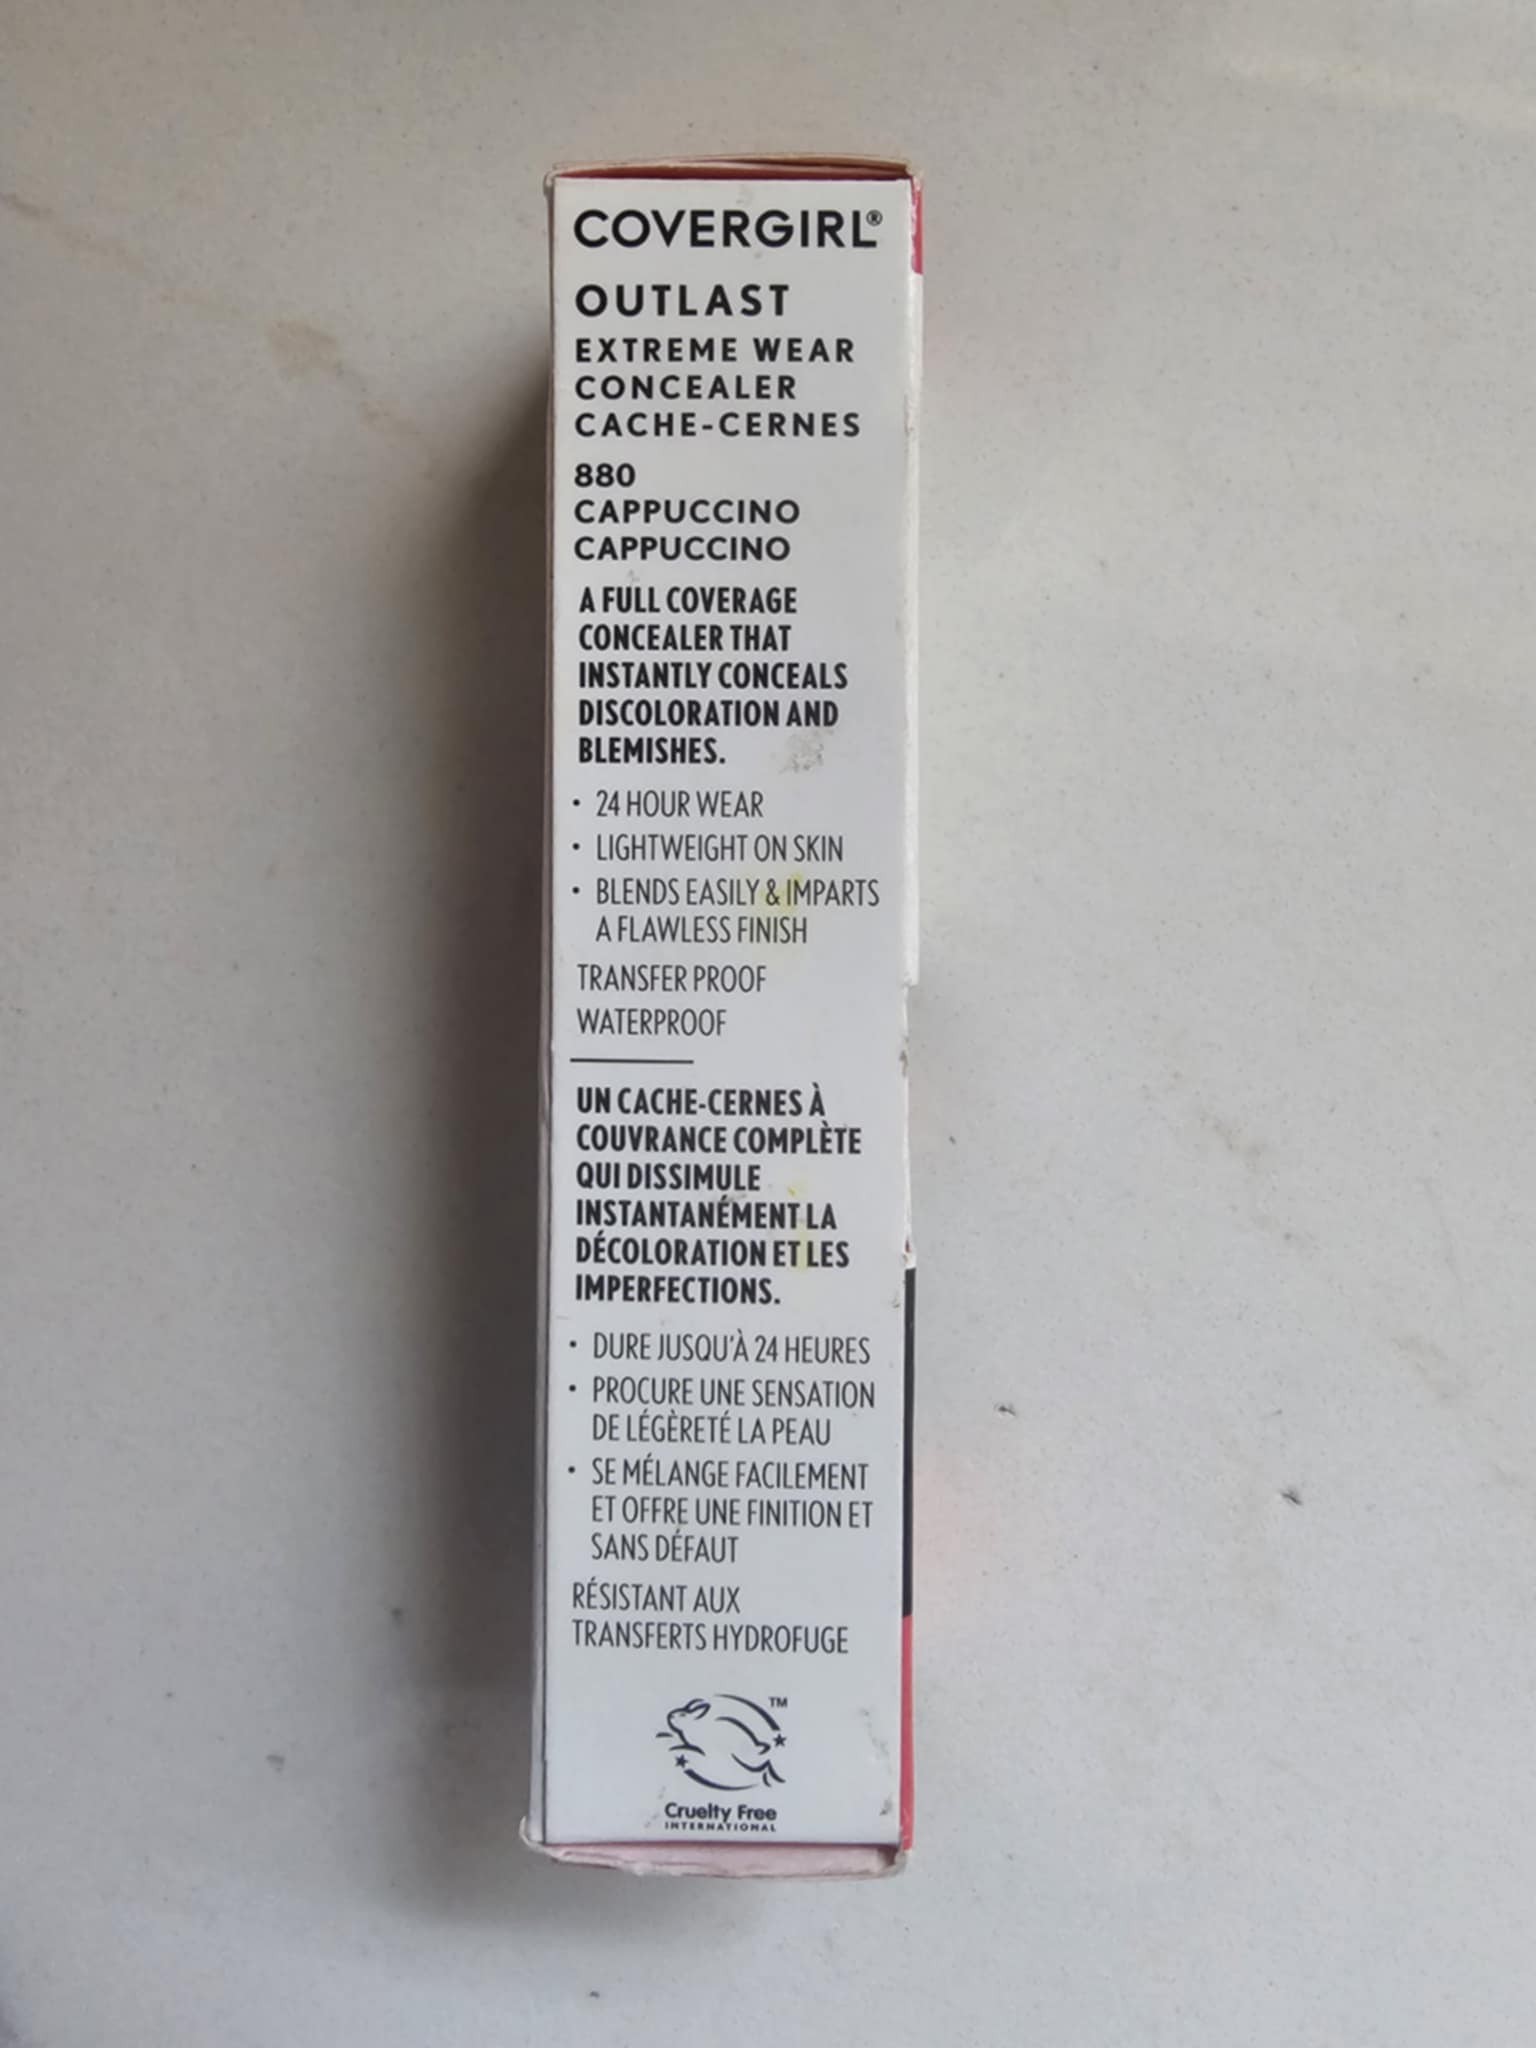 COVERGIRL®
OUTLAST
EXTREME WEAR
CONCEALER
CACHE-CERNES
880
CAPPUCCINO
CAPPUCCINO
A FULL COVERAGE
CONCEALER THAT
INSTANTLY CONCEALS
DISCOLORATION AND
BLEMISHES.
• 24 HOUR WEAR
• LIGHTWEIGHT ON SKIN
• BLENDS EASILY & IMPARTS
A FLAWLESS FINISH
TRANSFER PROOF
WATERPROOF
UN CACHE-CERNES À
COUVRANCE COMPLÈTE
QUI DISSIMULE
INSTANTANÉMENT LA
DÉCOLORATION ET LES
IMPERFECTIONS.
• DURE JUSQU'À 24 HEURES
• PROCURE UNE SENSATION
DE LÉGÈRETÉ LA PEAU
• SE MÉLANGE FACILEMENT
ET OFFRE UNE FINITION ET
SANS DÉFAUT
RÉSISTANT AUX
TRANSFERTS HYDROFUGE
TM
Cruelty Free
INTERNATIONAL